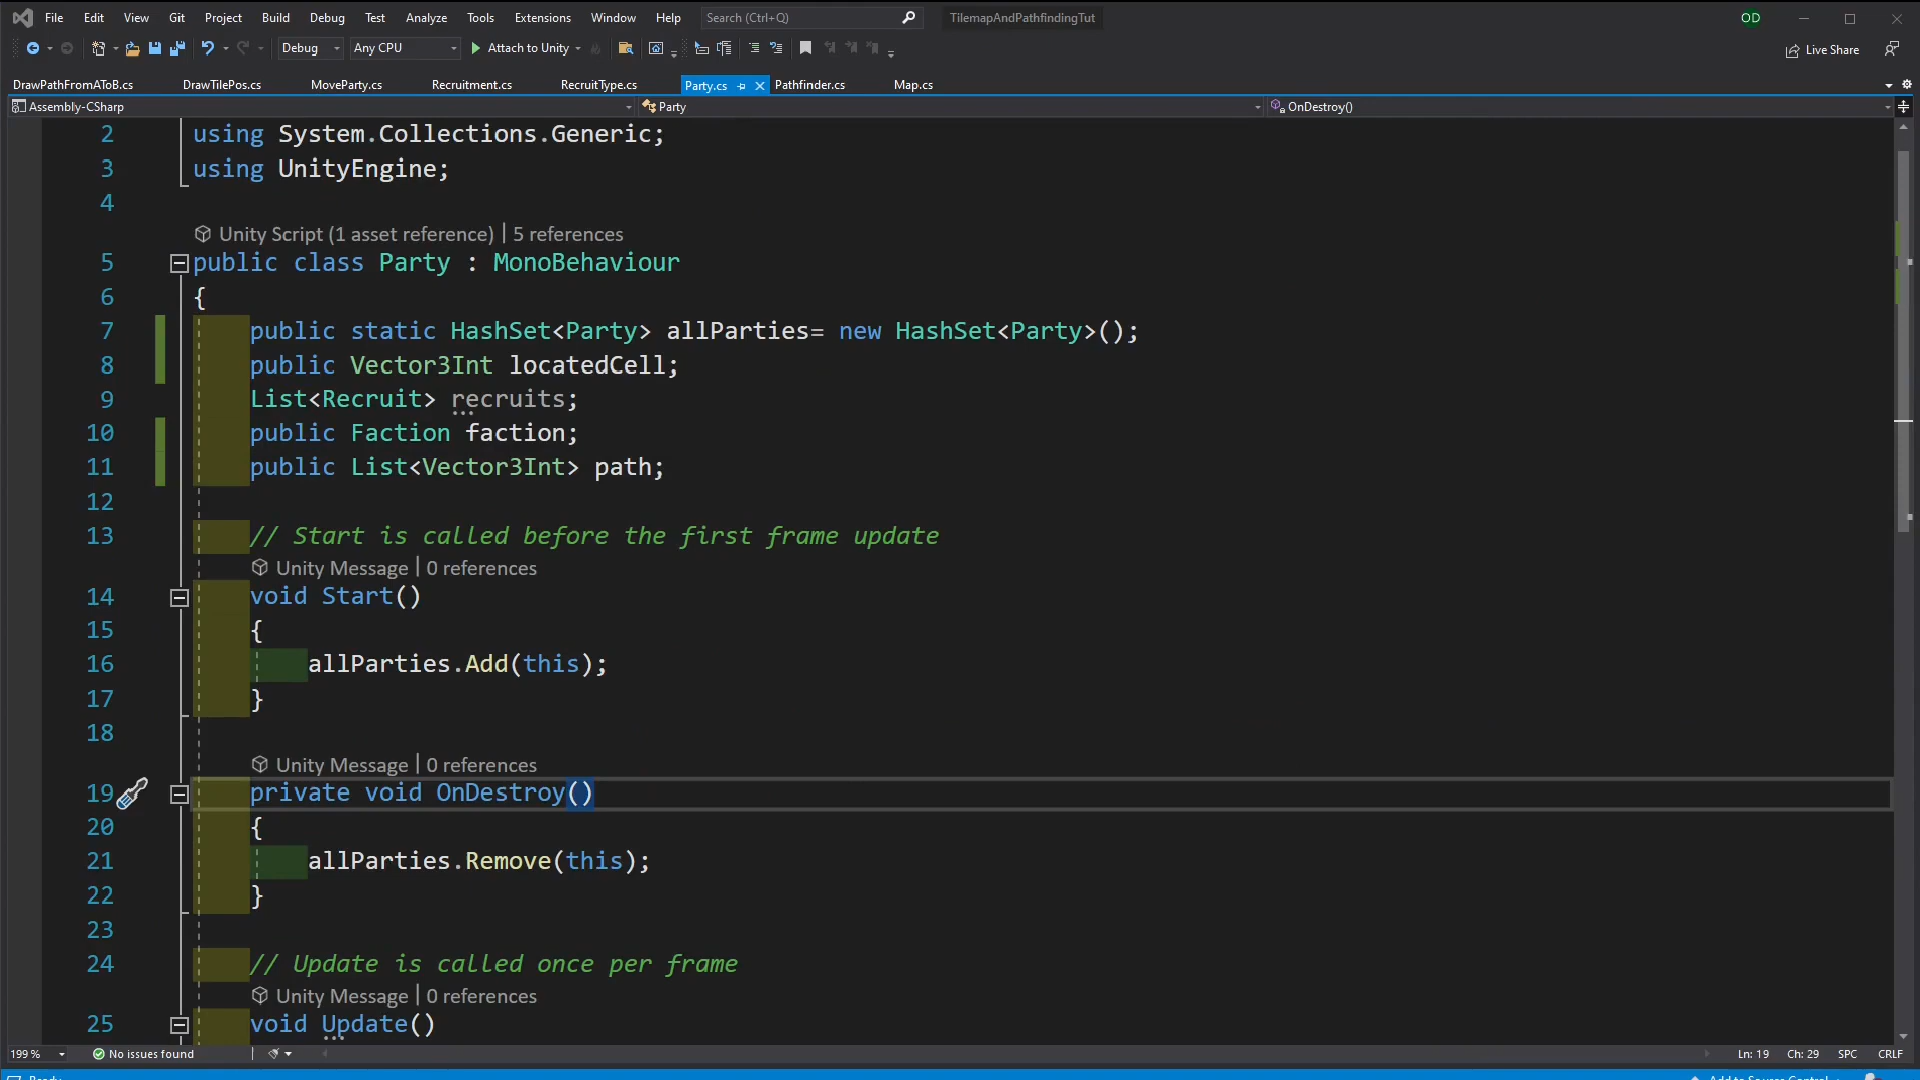 File Edit View Git Project Build Debug Test Analyze Tools Extensions Window Help Search (Ctrl+Q) TilemapAndPathfindingTut OD
Debug Any CPU Attach to Unity Live Share
DrawPathFromAToB.cs DrawTilePos.cs MoveParty.cs Recruitment.cs RecruitType.cs Party.cs Pathfinder.cs Map.cs
Assembly-CSharp Party OnDestroy()
2 using System.Collections.Generic;
3 using UnityEngine;
4
Unity Script (1 asset reference) | 5 references
5 public class Party : MonoBehaviour
6 {
7 public static HashSet<Party> allParties= new HashSet<Party>();
8 public Vector3Int locatedCell;
9 List<Recruit> recruits;
10 public Faction faction;
11 public List<Vector3Int> path;
12
13 // Start is called before the first frame update
Unity Message | 0 references
14 void Start()
15 {
16 allParties.Add(this);
17 }
18
Unity Message | 0 references
19 private void OnDestroy()
20 {
21 allParties.Remove(this);
22 }
23
24 // Update is called once per frame
Unity Message | 0 references
25 void Update()
199 % No issues found Ln: 19 Ch: 29 SPC CRLF
Ready Add to Source Control